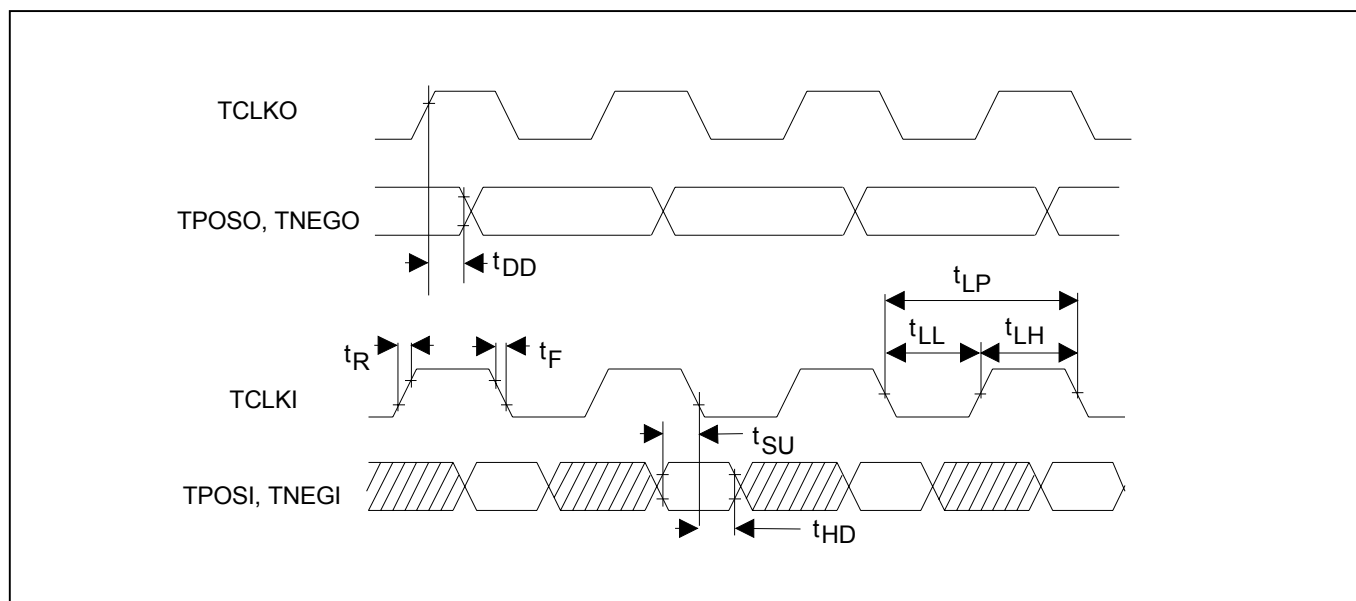 TCLKO
TPOSO, TNEGO
tDD
tLP
tLL tLH
tR tF
TCLKI
tSU
TPOSI, TNEGI
tHD